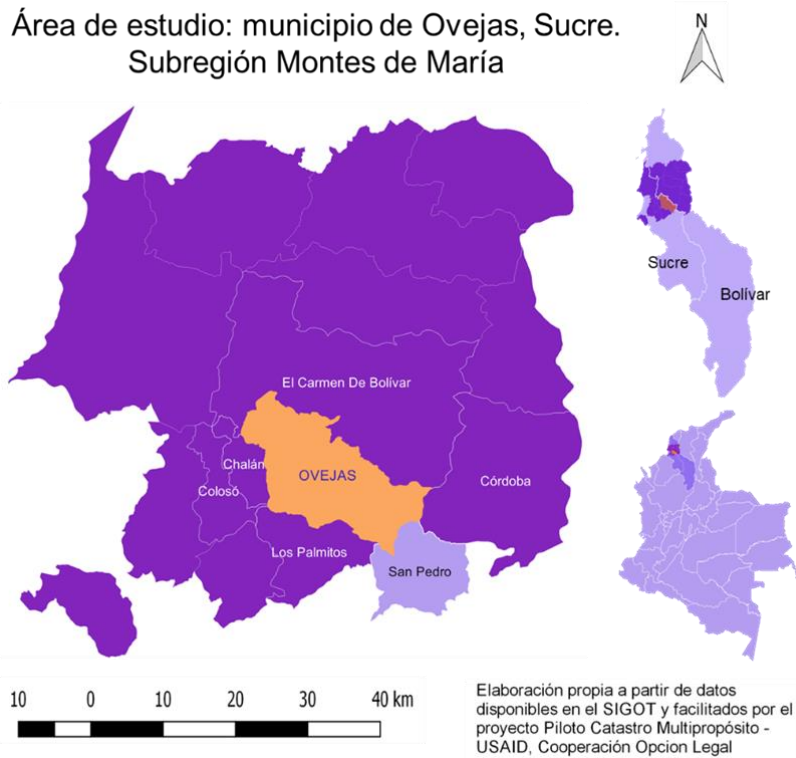 Área de estudio: municipio de Ovejas, Sucre.
Subregión Montes de María
N
Sucre
Bolívar
El Carmen De Bolívar
Chalán
OVEJAS
Colosó
Córdoba
Los Palmitos
San Pedro
10 0 10 20 30 40 km
Elaboración propia a partir de datos
disponibles en el SIGOT y facilitados por el
proyecto Piloto Catastro Multipropósito -
USAID, Cooperación Opcion Legal